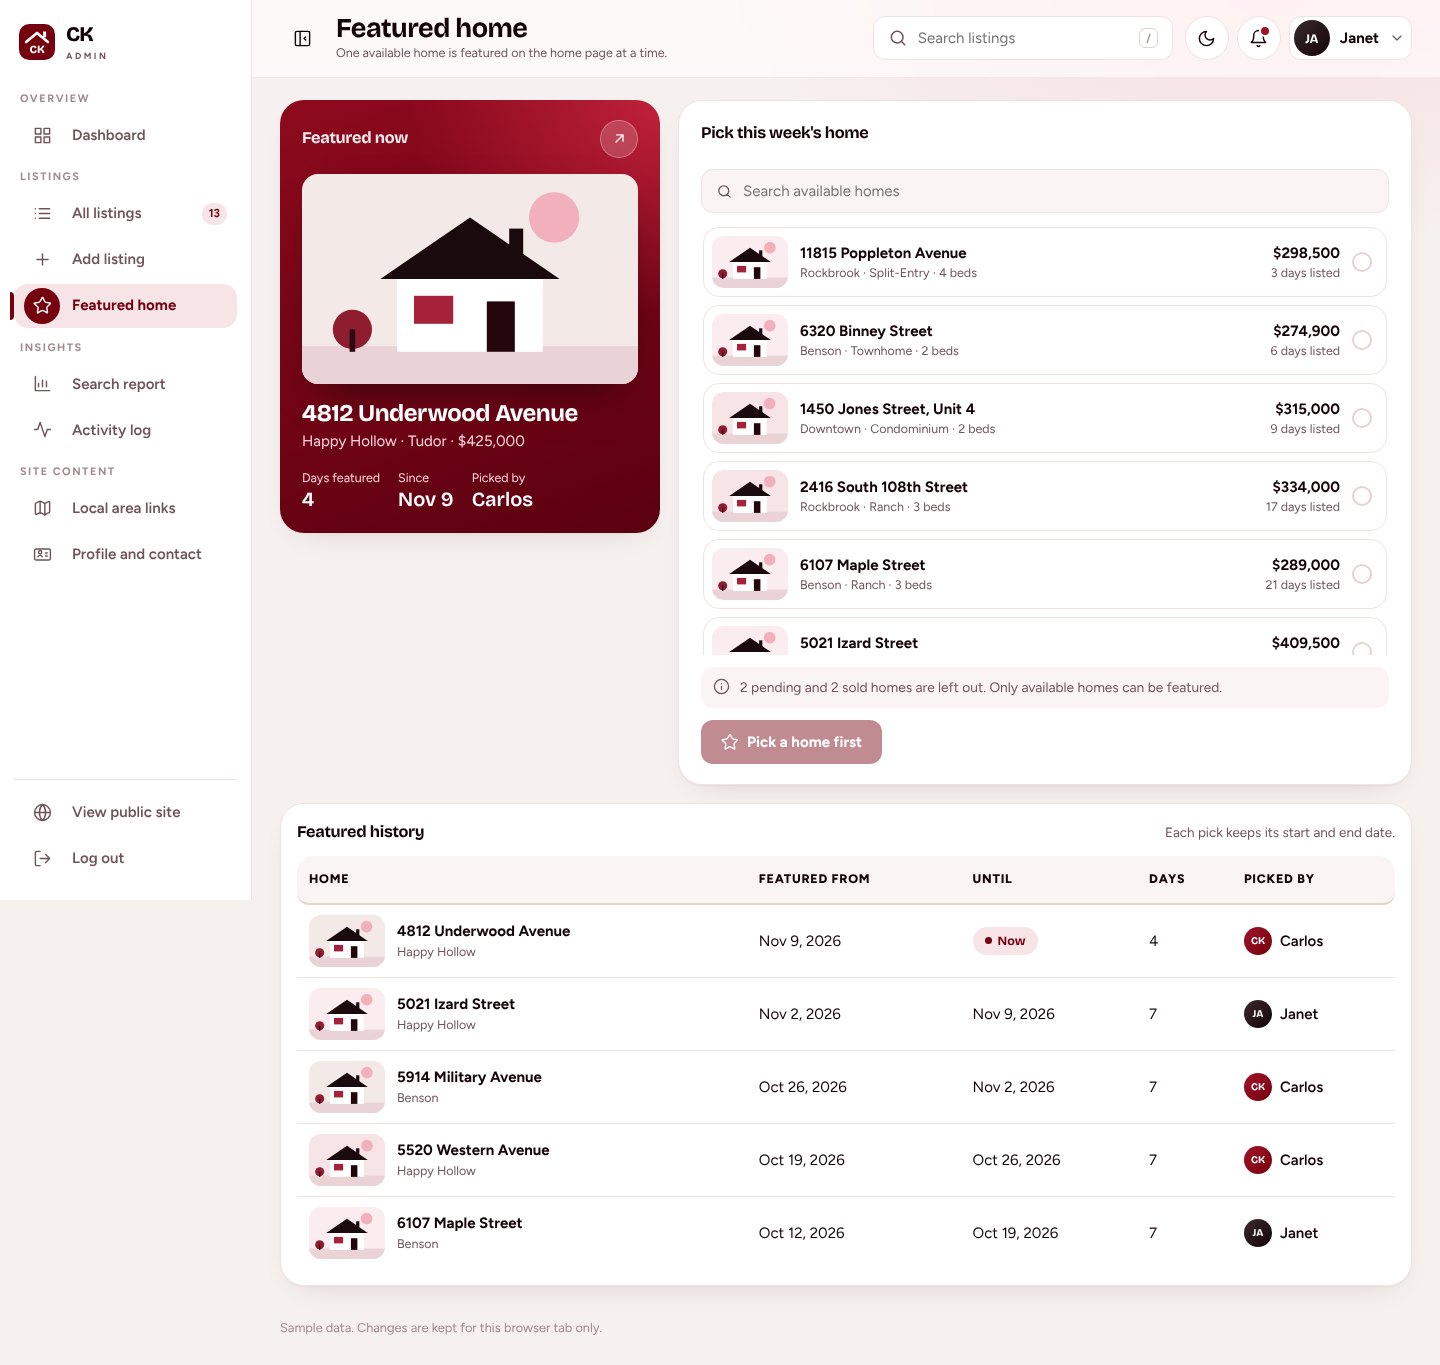 CK
CK
ADMIN
OVERVIEW
Dashboard
LISTINGS
All listings 13
Add listing
Featured home
INSIGHTS
Search report
Activity log
SITE CONTENT
Local area links
Profile and contact
View public site
Log out
Featured home
One available home is featured on the home page at a time.
Search listings /
JA Janet
Featured now
4812 Underwood Avenue
Happy Hollow · Tudor · $425,000
Days featured Since Picked by
4 Nov 9 Carlos
Pick this week's home
Search available homes
11815 Poppleton Avenue $298,500
Rockbrook · Split-Entry · 4 beds 3 days listed
6320 Binney Street $274,900
Benson · Townhome · 2 beds 6 days listed
1450 Jones Street, Unit 4 $315,000
Downtown · Condominium · 2 beds 9 days listed
2416 South 108th Street $334,000
Rockbrook · Ranch · 3 beds 17 days listed
6107 Maple Street $289,000
Benson · Ranch · 3 beds 21 days listed
5021 Izard Street $409,500
2 pending and 2 sold homes are left out. Only available homes can be featured.
Pick a home first
Featured history Each pick keeps its start and end date.
HOME FEATURED FROM UNTIL DAYS PICKED BY
4812 Underwood Avenue
Happy Hollow
Nov 9, 2026 Now 4 CK Carlos
5021 Izard Street
Happy Hollow
Nov 2, 2026 Nov 9, 2026 7 JA Janet
5914 Military Avenue
Benson
Oct 26, 2026 Nov 2, 2026 7 CK Carlos
5520 Western Avenue
Happy Hollow
Oct 19, 2026 Oct 26, 2026 7 CK Carlos
6107 Maple Street
Benson
Oct 12, 2026 Oct 19, 2026 7 JA Janet
Sample data. Changes are kept for this browser tab only.